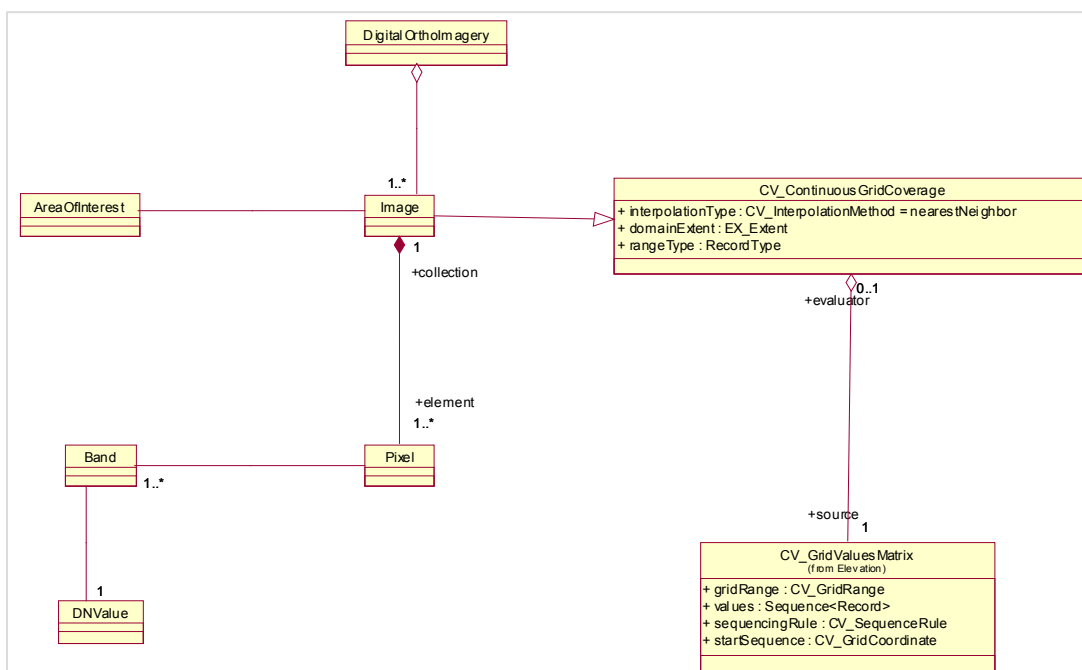 DigitalOrthoImagery
1..*
AreaOfInterest
Image
1
+collection
CV_ContinuousGridCoverage
+ interpolationType : CV_InterpolationMethod = nearestNeighbor
+ domainExtent : EX_Extent
+ rangeType : RecordType
0..1
+evaluator
+element
1..*
Band
1..*
Pixel
+source
1
CV_GridValuesMatrix
(from Elevation)
+ gridRange : CV_GridRange
+ values : Sequence<Record>
+ sequencingRule : CV_SequenceRule
+ startSequence : CV_GridCoordinate
1
DNValue